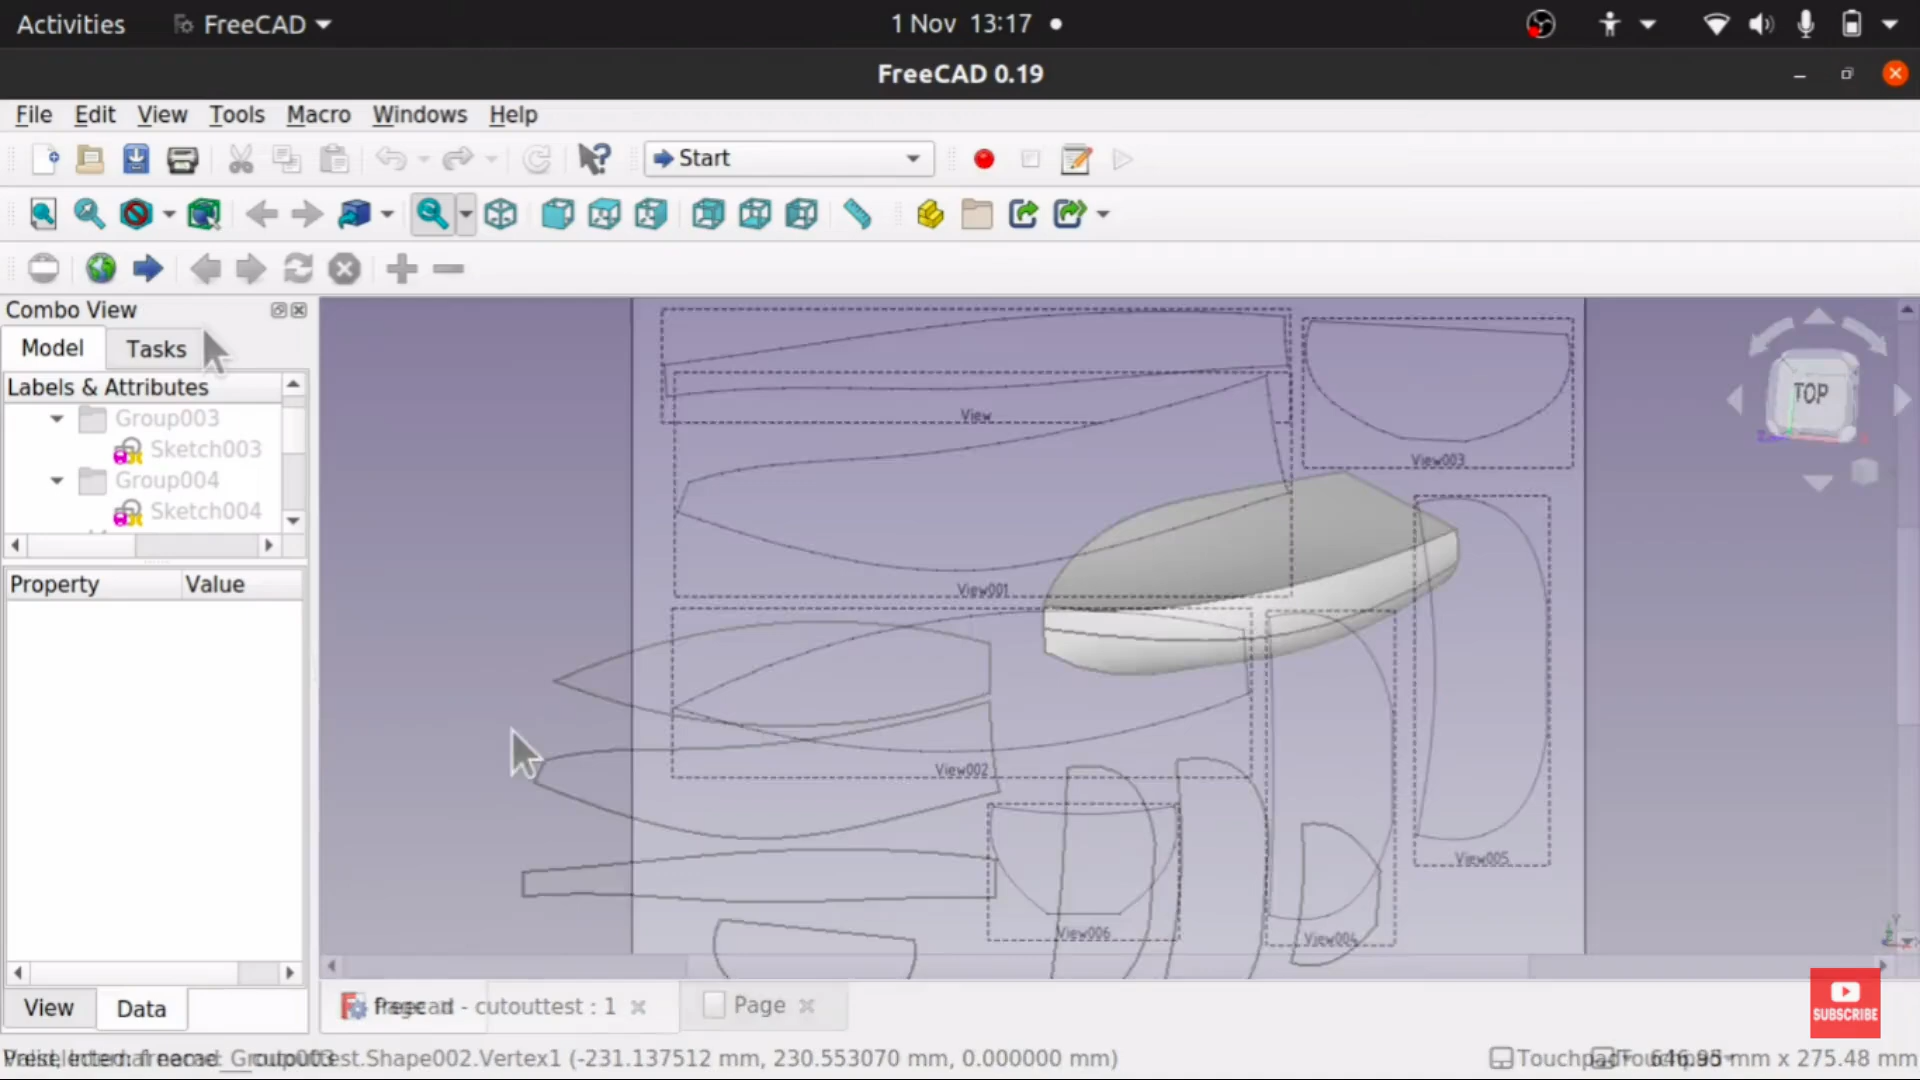 Activities FreeCAD 1 Nov 13:17
FreeCAD 0.19
File Edit View Tools Macro Windows Help
Start
Combo View
Model Tasks
Labels & Attributes
Group003
Sketch003
Group004
Sketch004
Property Value
View
View003
View001
View002
View005
View006
View004
TOP
View Data
- cutouttest : 1 Page
SUBSCRIBE
test.Shape002.Vertex1 (-231.137512 mm, 230.553070 mm, 0.000000 mm)
Touchpad mm x 275.48 mm